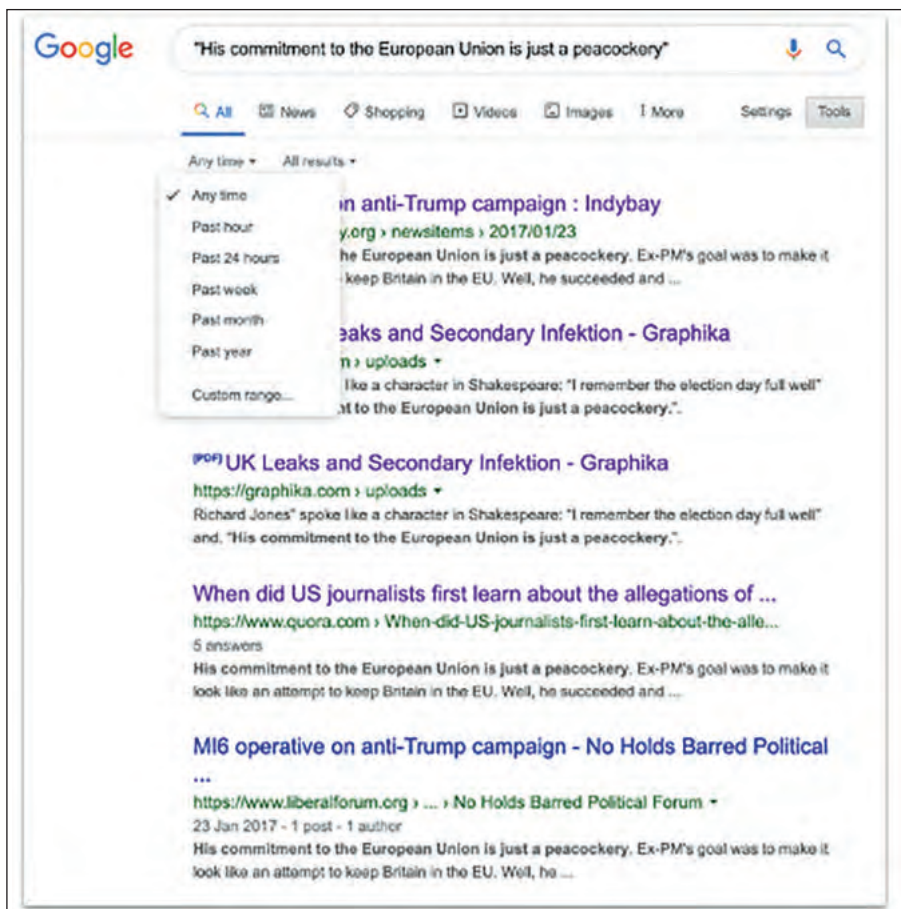 Google
"His commitment to the European Union is just a peacockery"
All News Shopping Videos Images More Settings Tools
Any time All results
Any time
Past hour
Past 24 hours
Past week
Past month
Past year
Custom range...
n anti-Trump campaign : Indybay
y.org › newsitems › 2017/01/23
he European Union is just a peacockery. Ex-PM's goal was to make it
keep Britain in the EU. Well, he succeeded and ...
eaks and Secondary Infektion - Graphika
n › uploads
like a character in Shakespeare: "I remember the election day full well"
nt to the European Union is just a peacockery.".
[PDF] UK Leaks and Secondary Infektion - Graphika
https://graphika.com › uploads
Richard Jones" spoke like a character in Shakespeare: "I remember the election day full well"
and. "His commitment to the European Union is just a peacockery.".
When did US journalists first learn about the allegations of ...
https://www.quora.com › When-did-US-journalists-first-learn-about-the-alle...
5 answers
His commitment to the European Union is just a peacockery. Ex-PM's goal was to make it
look like an attempt to keep Britain in the EU. Well, he succeeded and ...
MI6 operative on anti-Trump campaign - No Holds Barred Political
...
https://www.liberalforum.org › ... › No Holds Barred Political Forum
23 Jan 2017 - 1 post - 1 author
His commitment to the European Union is just a peacockery. Ex-PM's goal was to make it
look like an attempt to keep Britain in the EU. Well, he ...